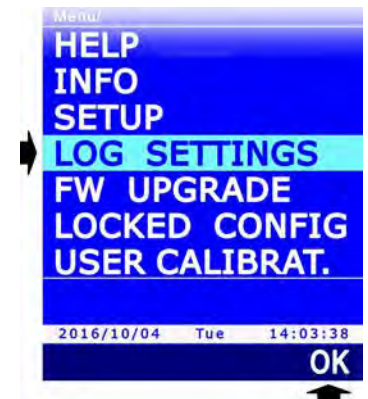 Menu/
HELP
INFO
SETUP
LOG SETTINGS
FW UPGRADE
LOCKED CONFIG
USER CALIBRAT.
2016/10/04 Tue 14:03:38
OK